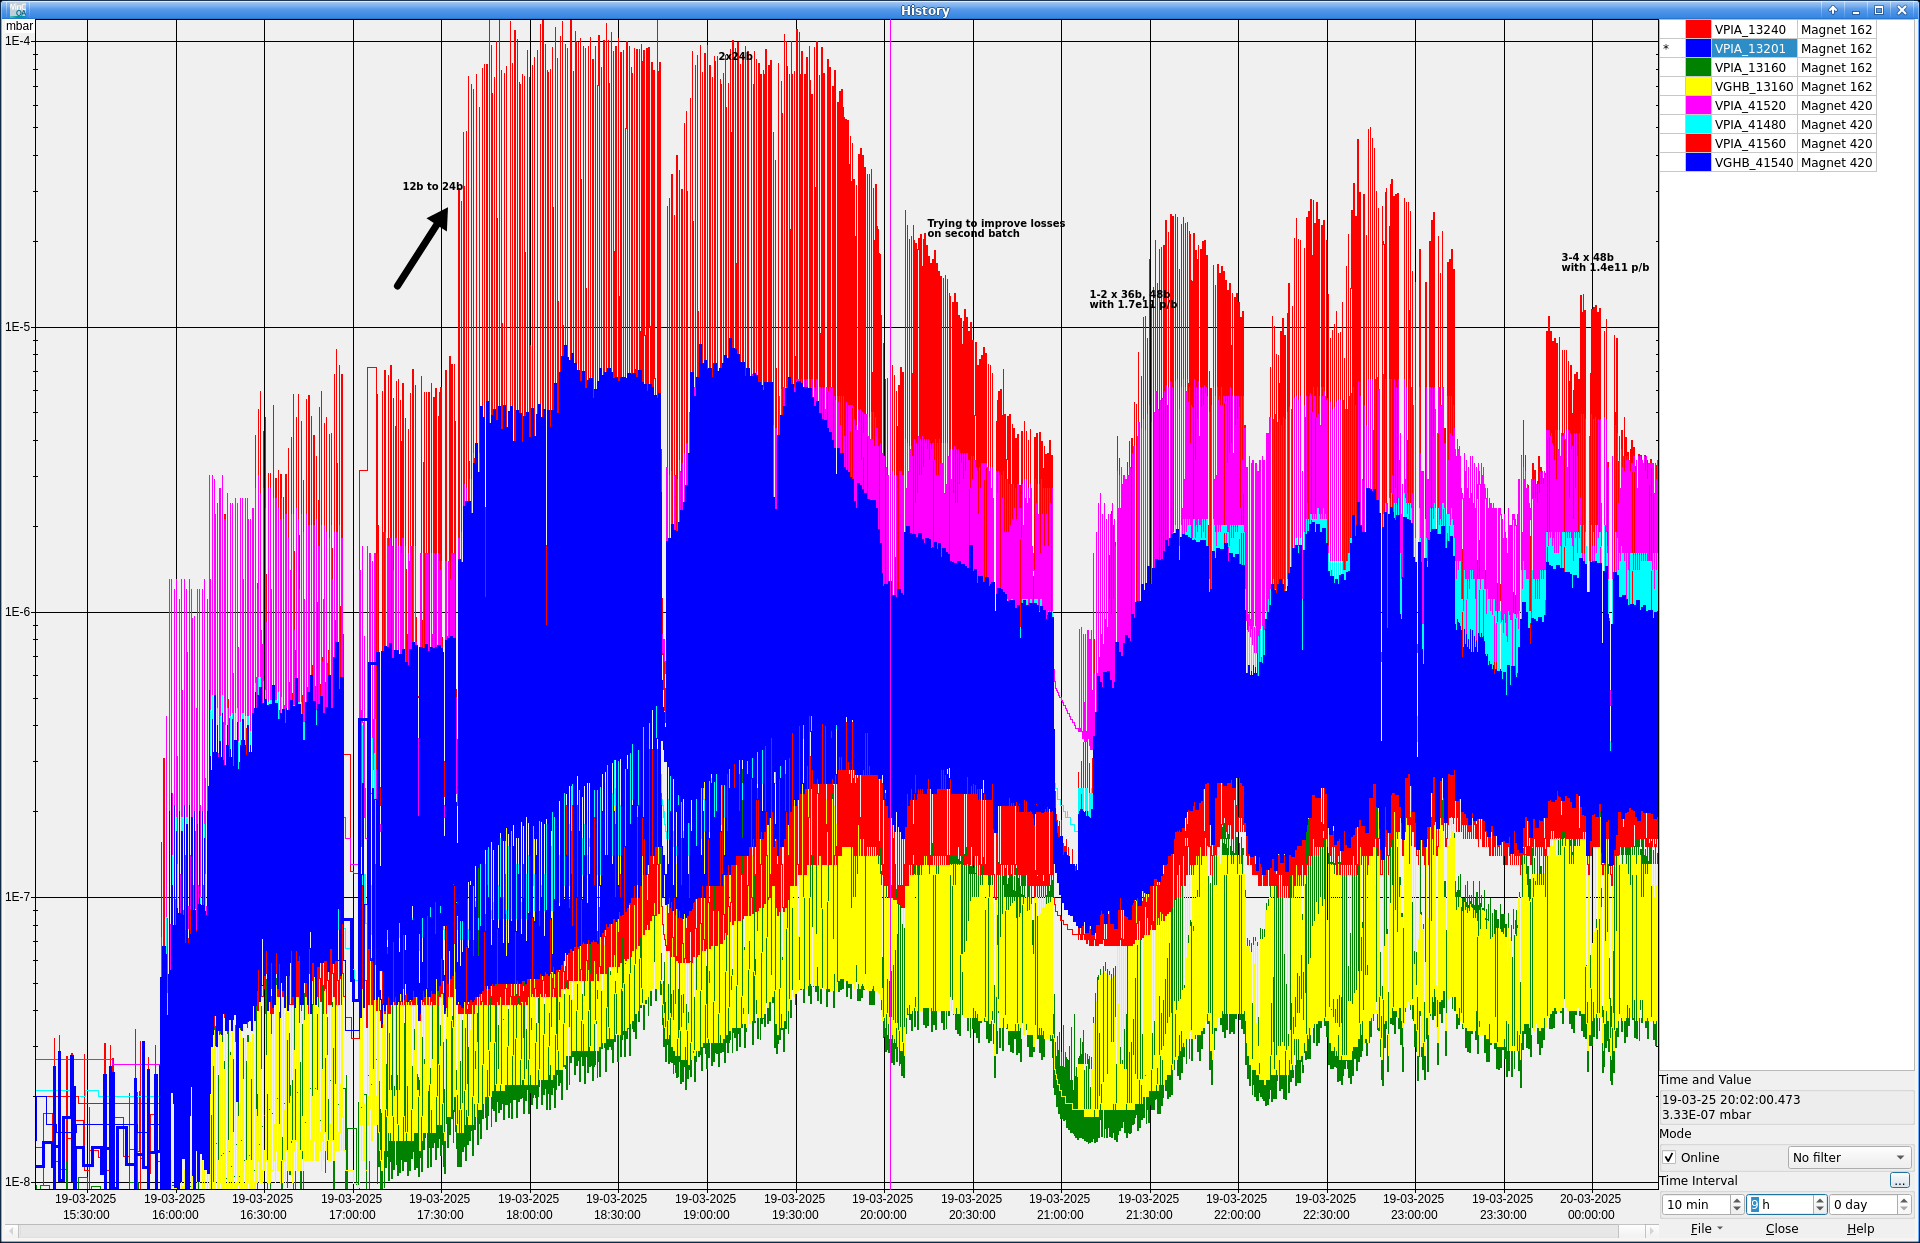 History
mbar
1E-4
1E-5
1E-6
1E-7
1E-8
2x24b
12b to 24b
Trying to improve losses
on second batch
1-2 x 36b, 48b
with 1.7e11 p/b
3-4 x 48b
with 1.4e11 p/b
19-03-2025 19-03-2025 19-03-2025 19-03-2025 19-03-2025 19-03-2025 19-03-2025 19-03-2025 19-03-2025 19-03-2025 19-03-2025 19-03-2025 19-03-2025 19-03-2025 19-03-2025 19-03-2025 19-03-2025 20-03-2025
15:30:00 16:00:00 16:30:00 17:00:00 17:30:00 18:00:00 18:30:00 19:00:00 19:30:00 20:00:00 20:30:00 21:00:00 21:30:00 22:00:00 22:30:00 23:00:00 23:30:00 00:00:00
VPIA_13240 Magnet 162
* VPIA_13201 Magnet 162
VPIA_13160 Magnet 162
VGHB_13160 Magnet 162
VPIA_41520 Magnet 420
VPIA_41480 Magnet 420
VPIA_41560 Magnet 420
VGHB_41540 Magnet 420
Time and Value
19-03-25 20:02:00.473
3.33E-07 mbar
Mode
Online No filter
Time Interval ...
10 min 9 h 0 day
File Close Help